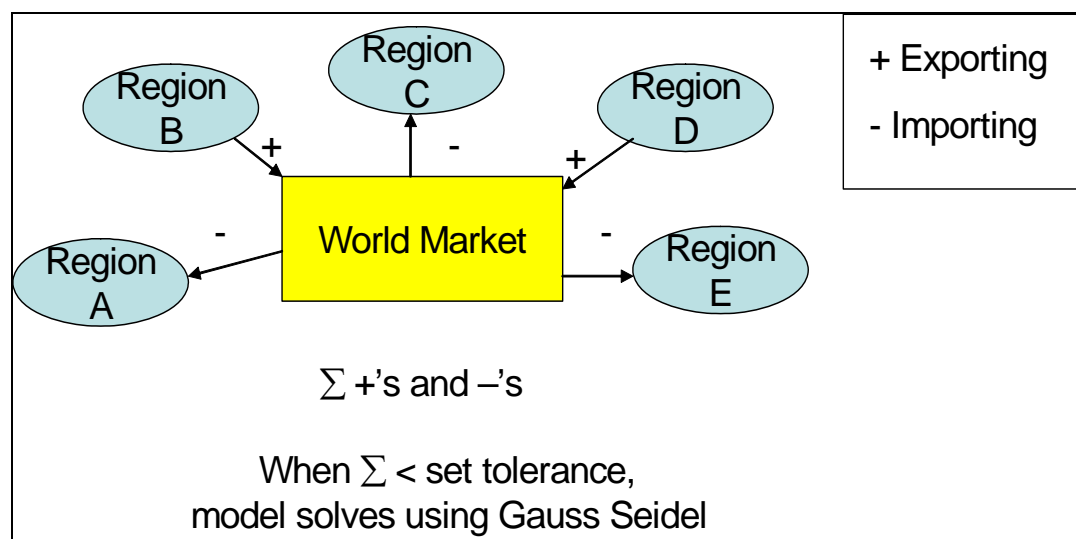 Region
B
Region
C
Region
D
+ Exporting
- Importing
+
-
+
World Market
-
-
Region
A
Region
E
∑ +’s and –’s
When ∑ < set tolerance,
model solves using Gauss Seidel